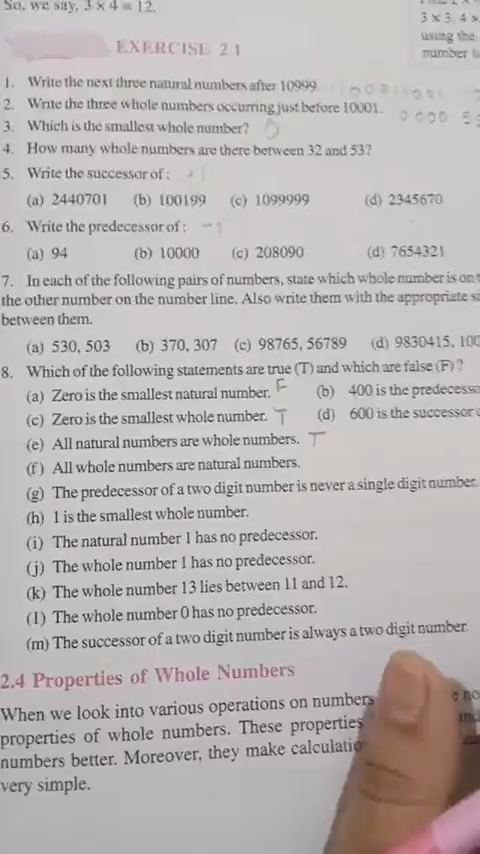 So, we say, 3 × 4 = 12.
3 × 3, 4 ×
using the
number
EXERCISE 2.1
1. Write the next three natural numbers after 10999.
2. Write the three whole numbers occurring just before 10001.
3. Which is the smallest whole number?
4. How many whole numbers are there between 32 and 53?
5. Write the successor of :
(a) 2440701 (b) 100199 (c) 1099999 (d) 2345670
6. Write the predecessor of :
(a) 94 (b) 10000 (c) 208090 (d) 7654321
7. In each of the following pairs of numbers, state which whole number is on
the other number on the number line. Also write them with the appropriate
between them.
(a) 530, 503 (b) 370, 307 (c) 98765, 56789 (d) 9830415, 100
8. Which of the following statements are true (T) and which are false (F) ?
(a) Zero is the smallest natural number. F (b) 400 is the
(c) Zero is the smallest whole number. T (d) 600 is the successor
(e) All natural numbers are whole numbers. T
(f) All whole numbers are natural numbers.
(g) The predecessor of a two digit number is never a single digit number.
(h) 1 is the smallest whole number.
(i) The natural number 1 has no predecessor.
(j) The whole number 1 has no predecessor.
(k) The whole number 13 lies between 11 and 12.
(l) The whole number 0 has no predecessor.
(m) The successor of a two digit number is always a two digit number.
2.4 Properties of Whole Numbers
When we look into various operations on numbers
properties of whole numbers. These properties
numbers better. Moreover, they make
very simple.